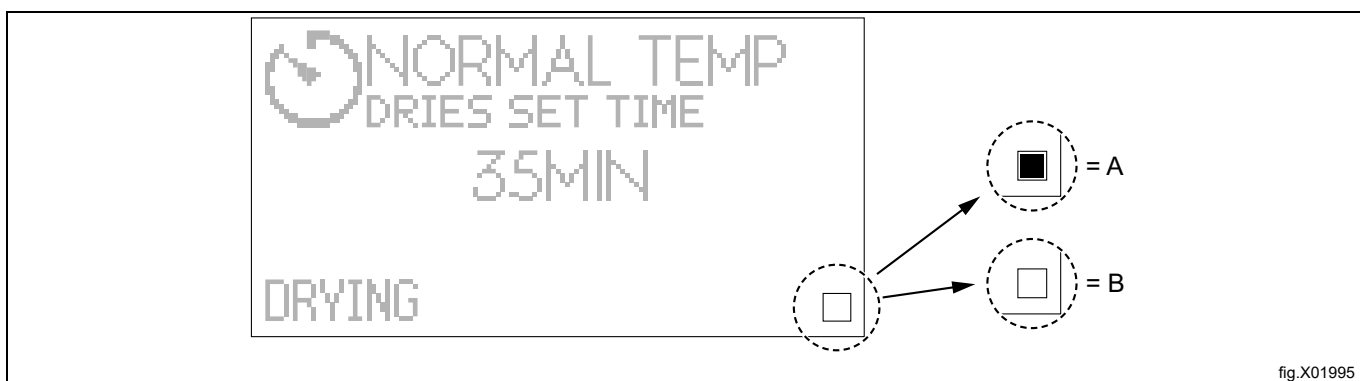 NORMAL TEMP
DRIES SET TIME
35MIN
= A
= B
DRYING
fig.X01995